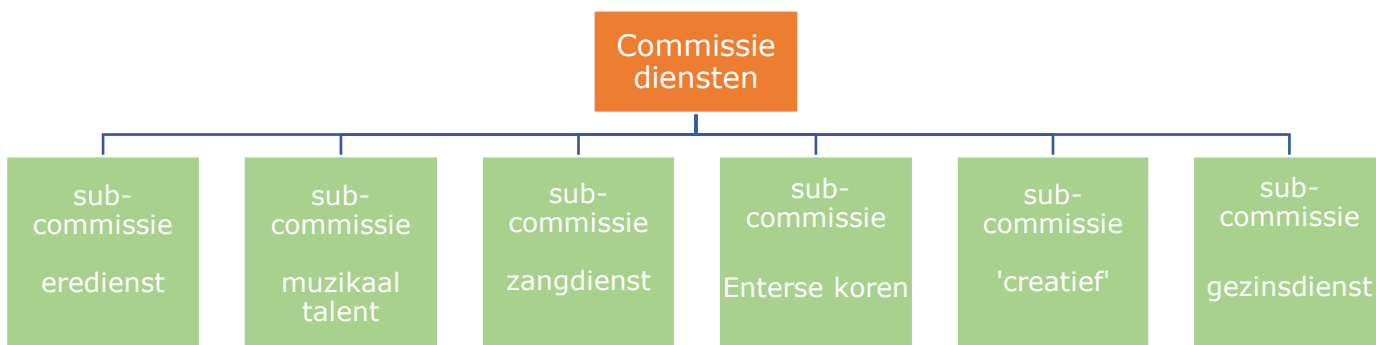 Commissie
diensten
sub-
commissie
eredienst
sub-
commissie
muzikaal
talent
sub-
commissie
zangdienst
sub-
commissie
Enterse koren
sub-
commissie
'creatief'
sub-
commissie
gezinsdienst